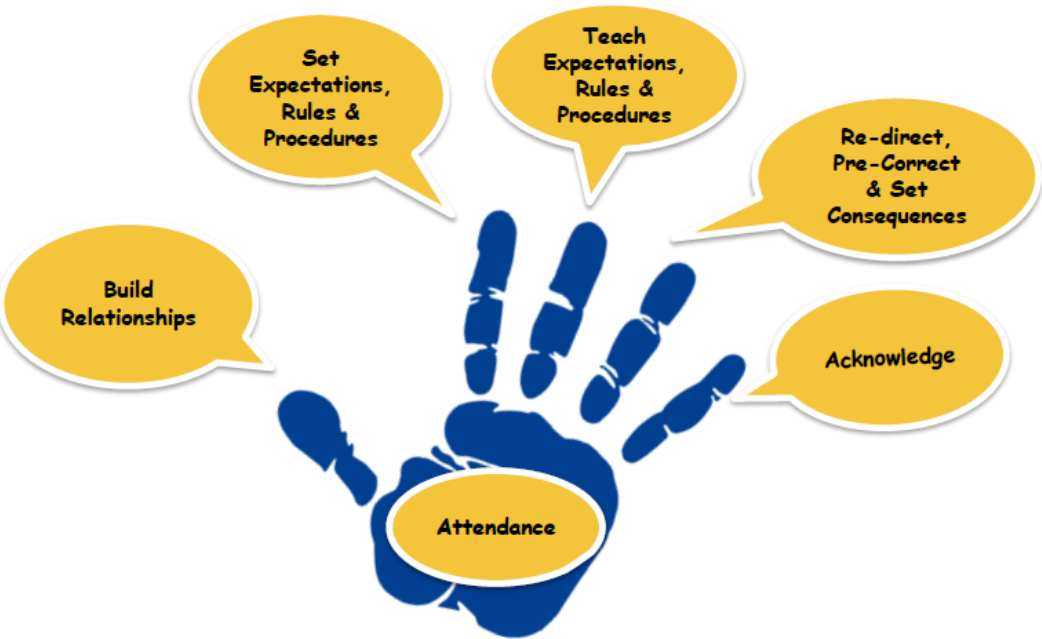 Set
Expectations,
Rules &
Procedures
Teach
Expectations,
Rules &
Procedures
Re-direct,
Pre-Correct
& Set
Consequences
Build
Relationships
Acknowledge
Attendance